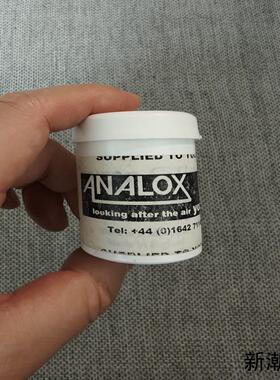 SUPPLIED TO
ANALOX
looking after the air
Tel: +44 (0)1642
新潮